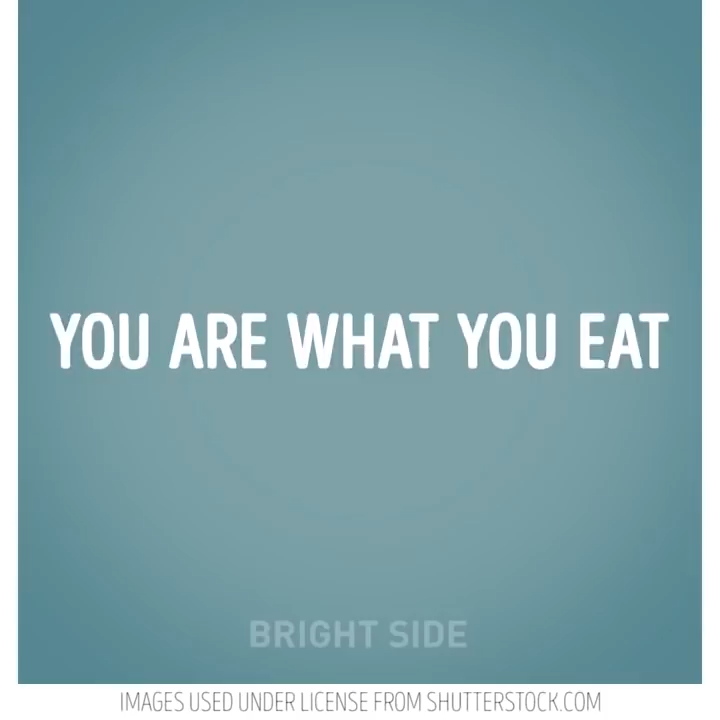 YOU ARE WHAT YOU EAT
BRIGHT SIDE
IMAGES USED UNDER LICENSE FROM SHUTTERSTOCK.COM